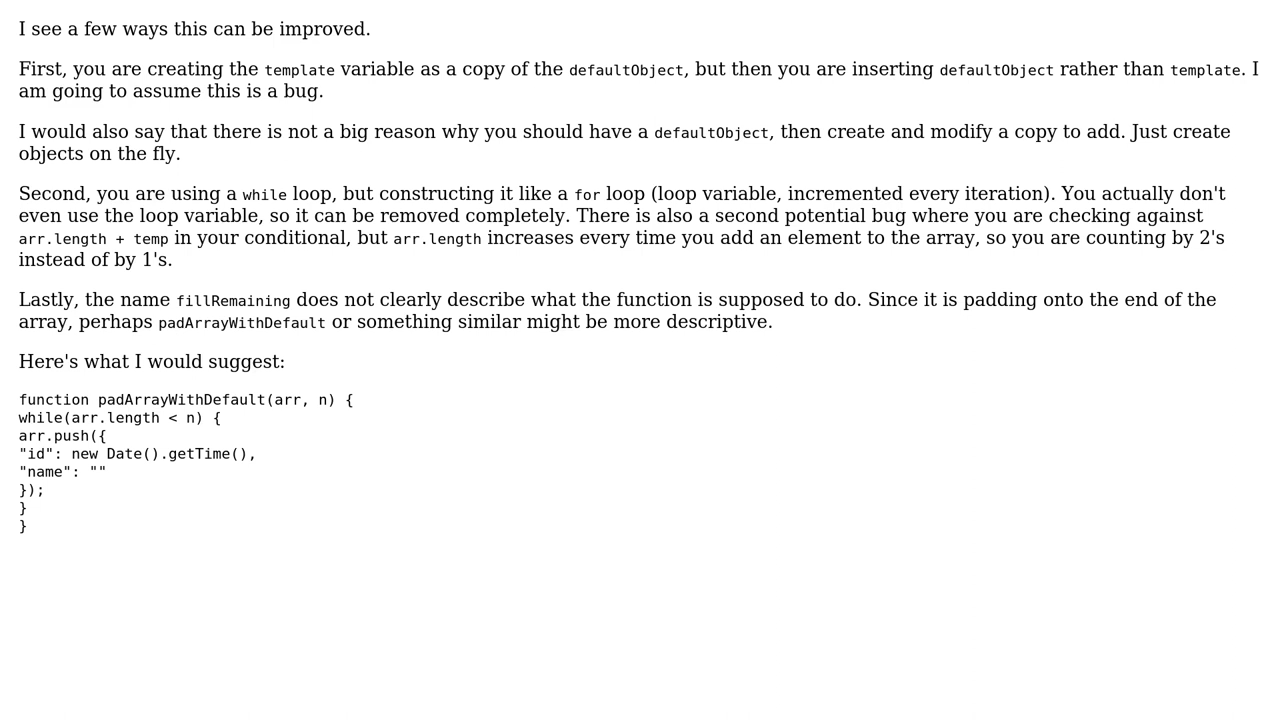 I see a few ways this can be improved.
First, you are creating the template variable as a copy of the defaultObject, but then you are inserting defaultObject rather than template. I
am going to assume this is a bug.
I would also say that there is not a big reason why you should have a defaultObject, then create and modify a copy to add. Just create
objects on the fly.
Second, you are using a while loop, but constructing it like a for loop (loop variable, incremented every iteration). You actually don't
even use the loop variable, so it can be removed completely. There is also a second potential bug where you are checking against
arr.length + temp in your conditional, but arr.length increases every time you add an element to the array, so you are counting by 2's
instead of by 1's.
Lastly, the name fillRemaining does not clearly describe what the function is supposed to do. Since it is padding onto the end of the
array, perhaps padArrayWithDefault or something similar might be more descriptive.
Here's what I would suggest:
function padArrayWithDefault(arr, n) {
while(arr.length < n) {
arr.push({
"id": new Date().getTime(),
"name": ""
});
}
}